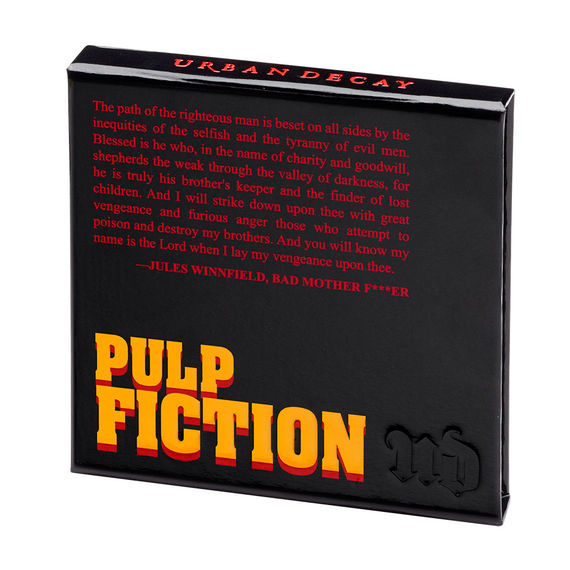 URBAN DECAY
The path of the righteous man is beset on all sides by the
inequities of the selfish and the tyranny of evil men.
Blessed is he who, in the name of charity and goodwill,
shepherds the weak through the valley of darkness, for
he is truly his brother's keeper and the finder of lost
children. And I will strike down upon thee with great
vengeance and furious anger those who attempt to
poison and destroy my brothers. And you will know my
name is the Lord when I lay my vengeance upon thee.
—JULES WINNFIELD, BAD MOTHER F***ER
PULP
FICTION
UD